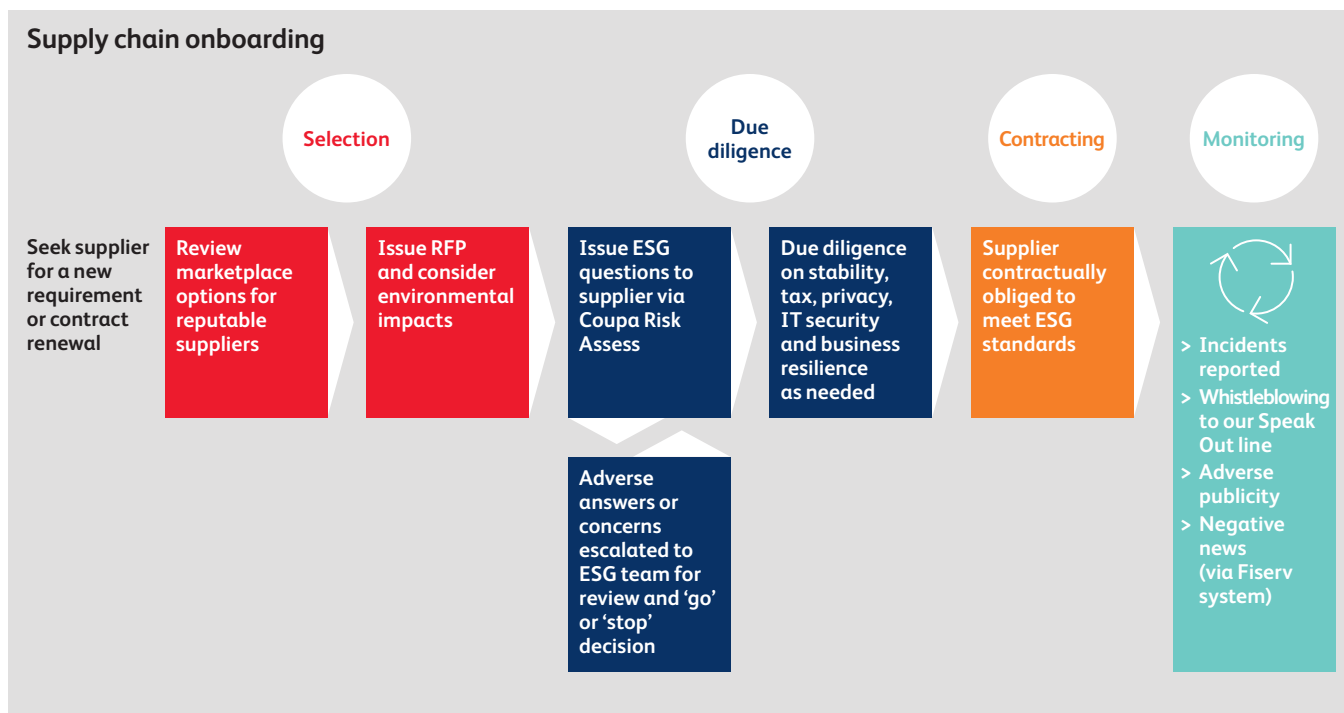 Supply chain onboarding
Selection
Due
diligence
Contracting
Monitoring
Seek supplier
for a new
requirement
or contract
renewal
Review
marketplace
options for
reputable
suppliers
Issue RFP
and consider
environmental
impacts
Issue ESG
questions to
supplier via
Coupa Risk
Assess
Due diligence
on stability,
tax, privacy,
IT security
and business
resilience
as needed
Supplier
contractually
obliged to
meet ESG
standards
> Incidents
reported
> Whistleblowing
to our Speak
Out line
> Adverse
publicity
> Negative
news
(via Fiserv
system)
Adverse
answers or
concerns
escalated to
ESG team for
review and ‘go’
or ‘stop’
decision